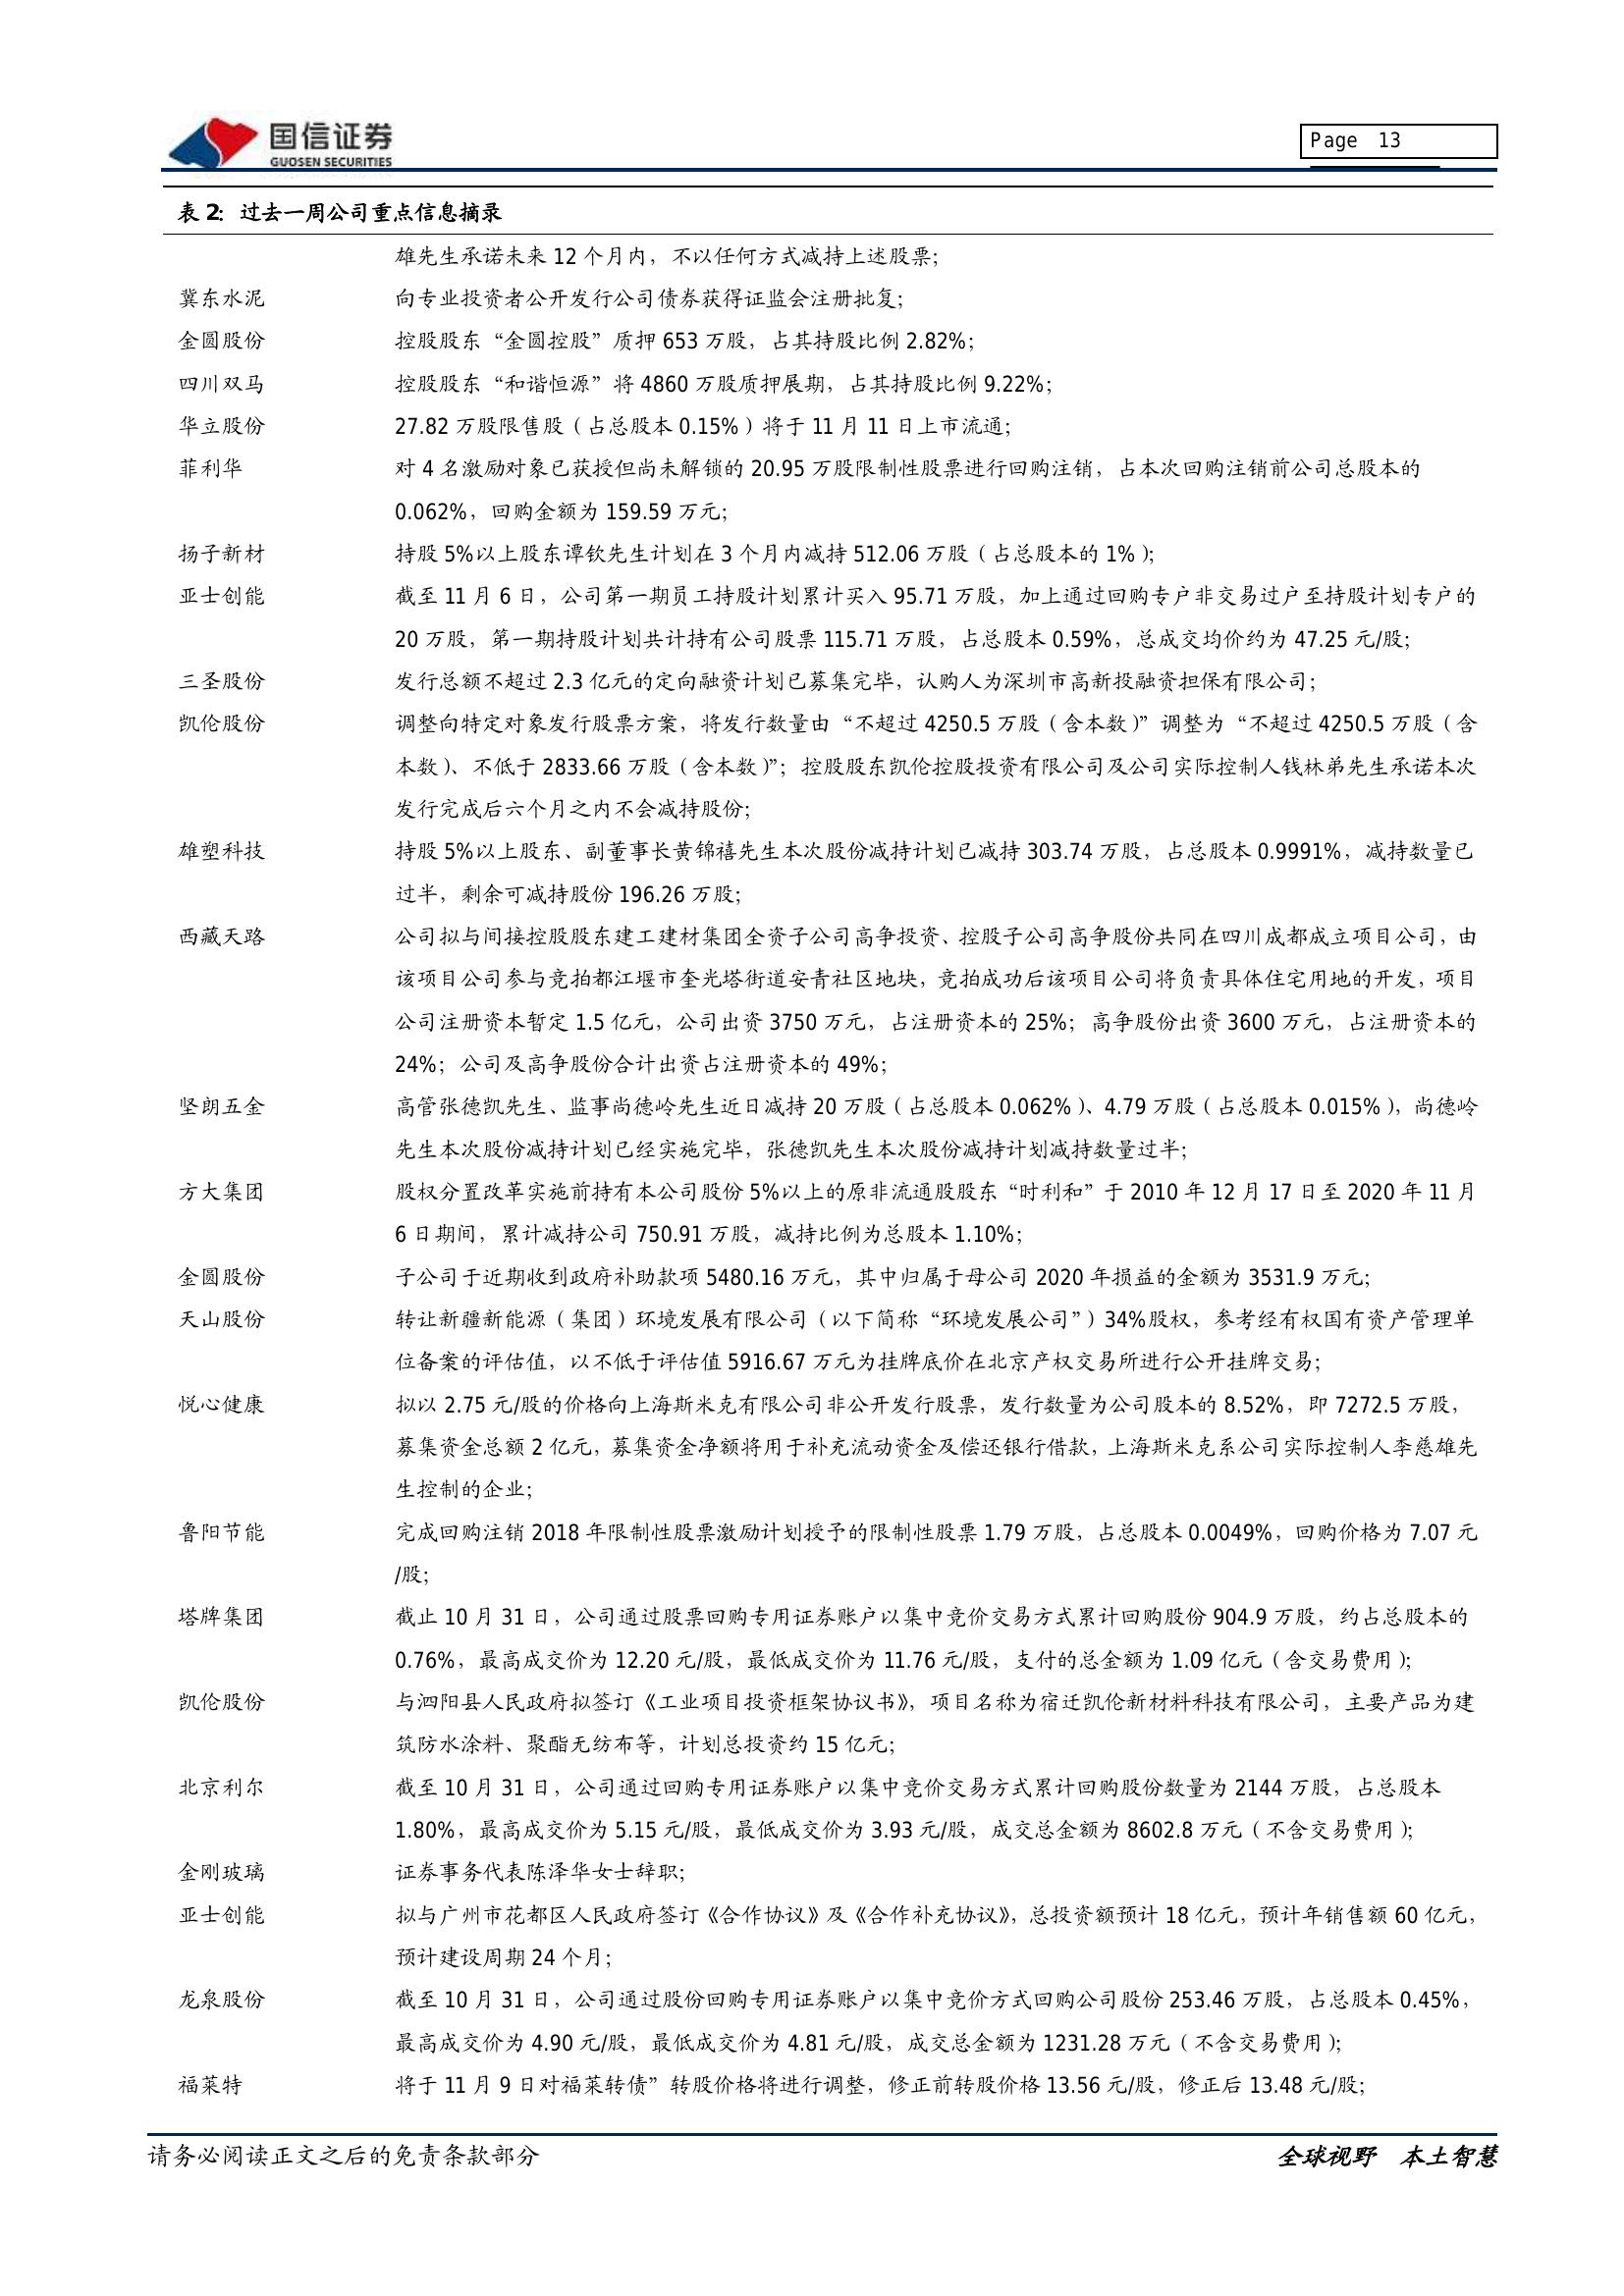 国信证券
GUOSEN SECURITIES
Page 13
表 2：过去一周公司重点信息摘录
雄先生承诺未来 12 个月内，不以任何方式减持上述股票；
冀东水泥 向专业投资者公开发行公司债券获得证监会注册批复；
金圆股份 控股股东“金圆控股”质押 653 万股，占其持股比例 2.82%；
四川双马 控股股东“和谐恒源”将 4860 万股质押展期，占其持股比例 9.22%；
华立股份 27.82 万股限售股（占总股本 0.15%）将于 11 月 11 日上市流通；
菲利华 对 4 名激励对象已获授但尚未解锁的 20.95 万股限制性股票进行回购注销，占本次回购注销前公司总股本的
0.062%，回购金额为 159.59 万元；
扬子新材 持股 5%以上股东谭钦先生计划在 3 个月内减持 512.06 万股（占总股本的 1%）；
亚士创能 截至 11 月 6 日，公司第一期员工持股计划累计买入 95.71 万股，加上通过回购专户非交易过户至持股计划专户的
20 万股，第一期持股计划共计持有公司股票 115.71 万股，占总股本 0.59%，总成交均价约为 47.25 元/股；
三圣股份 发行总额不超过 2.3 亿元的定向融资计划已募集完毕，认购人为深圳市高新投融资担保有限公司；
凯伦股份 调整向特定对象发行股票方案，将发行数量由“不超过 4250.5 万股（含本数）”调整为“不超过 4250.5 万股（含
本数）、不低于 2833.66 万股（含本数）”；控股股东凯伦控股投资有限公司及公司实际控制人钱林弟先生承诺本次
发行完成后六个月之内不会减持股份；
雄塑科技 持股 5%以上股东、副董事长黄锦禧先生本次股份减持计划已减持 303.74 万股，占总股本 0.9991%，减持数量已
过半，剩余可减持股份 196.26 万股；
西藏天路 公司拟与间接控股股东建工建材集团全资子公司高争投资、控股子公司高争股份共同在四川成都成立项目公司，由
该项目公司参与竞拍都江堰市奎光塔街道安青社区地块，竞拍成功后该项目公司将负责具体住宅用地的开发，项目
公司注册资本暂定 1.5 亿元，公司出资 3750 万元，占注册资本的 25%；高争股份出资 3600 万元，占注册资本的
24%；公司及高争股份合计出资占注册资本的 49%；
坚朗五金 高管张德凯先生、监事尚德岭先生近日减持 20 万股（占总股本 0.062%）、4.79 万股（占总股本 0.015%），尚德岭
先生本次股份减持计划已经实施完毕，张德凯先生本次股份减持计划减持数量过半；
方大集团 股权分置改革实施前持有本公司股份 5%以上的原非流通股股东“时利和”于 2010 年 12 月 17 日至 2020 年 11 月
6 日期间，累计减持公司 750.91 万股，减持比例为总股本 1.10%；
金圆股份 子公司于近期收到政府补助款项 5480.16 万元，其中归属于母公司 2020 年损益的金额为 3531.9 万元；
天山股份 转让新疆新能源（集团）环境发展有限公司（以下简称“环境发展公司”）34%股权，参考经有权国有资产管理单
位备案的评估值，以不低于评估值 5916.67 万元为挂牌底价在北京产权交易所进行公开挂牌交易；
悦心健康 拟以 2.75 元/股的价格向上海斯米克有限公司非公开发行股票，发行数量为公司股本的 8.52%，即 7272.5 万股，
募集资金总额 2 亿元，募集资金净额将用于补充流动资金及偿还银行借款，上海斯米克系公司实际控制人李慈雄先
生控制的企业；
鲁阳节能 完成回购注销 2018 年限制性股票激励计划授予的限制性股票 1.79 万股，占总股本 0.0049%，回购价格为 7.07 元
/股；
塔牌集团 截止 10 月 31 日，公司通过股票回购专用证券账户以集中竞价交易方式累计回购股份 904.9 万股，约占总股本的
0.76%，最高成交价为 12.20 元/股，最低成交价为 11.76 元/股，支付的总金额为 1.09 亿元（含交易费用）；
凯伦股份 与泗阳县人民政府拟签订《工业项目投资框架协议书》，项目名称为宿迁凯伦新材料科技有限公司，主要产品为建
筑防水涂料、聚酯无纺布等，计划总投资约 15 亿元；
北京利尔 截至 10 月 31 日，公司通过回购专用证券账户以集中竞价交易方式累计回购股份数量为 2144 万股，占总股本
1.80%，最高成交价为 5.15 元/股，最低成交价为 3.93 元/股，成交总金额为 8602.8 万元（不含交易费用）；
金刚玻璃 证券事务代表陈泽华女士辞职；
亚士创能 拟与广州市花都区人民政府签订《合作协议》及《合作补充协议》，总投资额预计 18 亿元，预计年销售额 60 亿元，
预计建设周期 24 个月；
龙泉股份 截至 10 月 31 日，公司通过股份回购专用证券账户以集中竞价方式回购公司股份 253.46 万股，占总股本 0.45%，
最高成交价为 4.90 元/股，最低成交价为 4.81 元/股，成交总金额为 1231.28 万元（不含交易费用）；
福莱特 将于 11 月 9 日对福莱转债”转股价格将进行调整，修正前转股价格 13.56 元/股，修正后 13.48 元/股；
请务必阅读正文之后的免责条款部分 全球视野 本土智慧